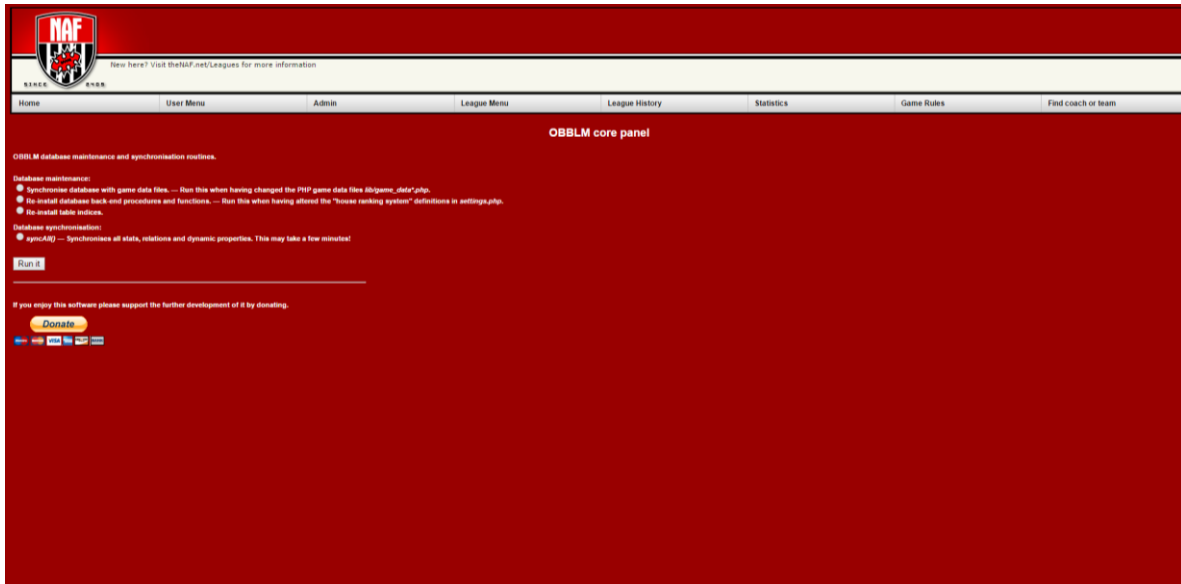 NAF
SINCE
New here? Visit theNAF.net/Leagues for more information
Home User Menu Admin League Menu League History Statistics Game Rules Find coach or team
OBBLM core panel
OBBLM database maintenance and synchronisation routines.
Database maintenance:
Synchronise database with game data files. — Run this when having changed the PHP game data files lib/game_data*.php.
Re-install database back-end procedures and functions. — Run this when having altered the "house ranking system" definitions in settings.php.
Re-install table indices.
Database synchronisation:
syncAll() — Synchronises all stats, relations and dynamic properties. This may take a few minutes!
Run it
If you enjoy this software please support the further development of it by donating.
Donate
VISA